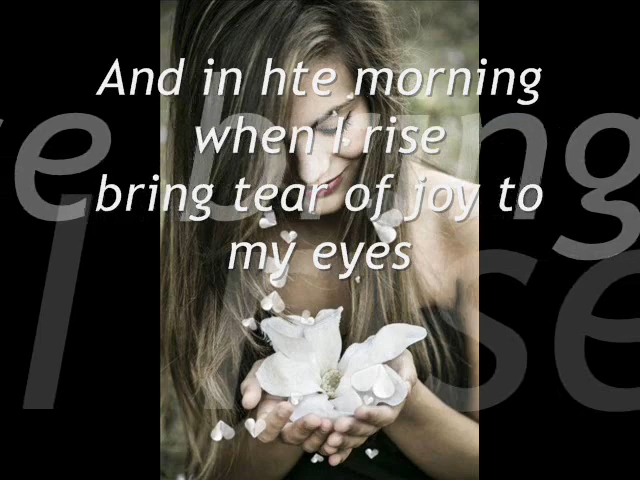 And in hte morning
when I rise
bring tear of joy to
my eyes